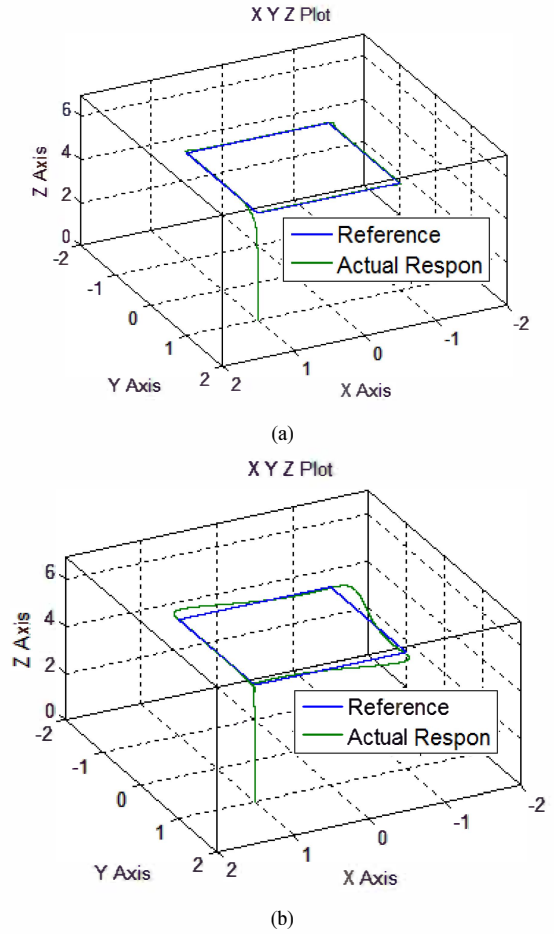 X Y Z Plot
6
4
2
0
Z Axis
-2
-1
0
1
2
Y Axis
2
1
0
-1
-2
X Axis
Reference
Actual Respon
(a)
X Y Z Plot
6
4
2
0
Z Axis
-2
-1
0
1
2
Y Axis
2
1
0
-1
-2
X Axis
Reference
Actual Respon
(b)